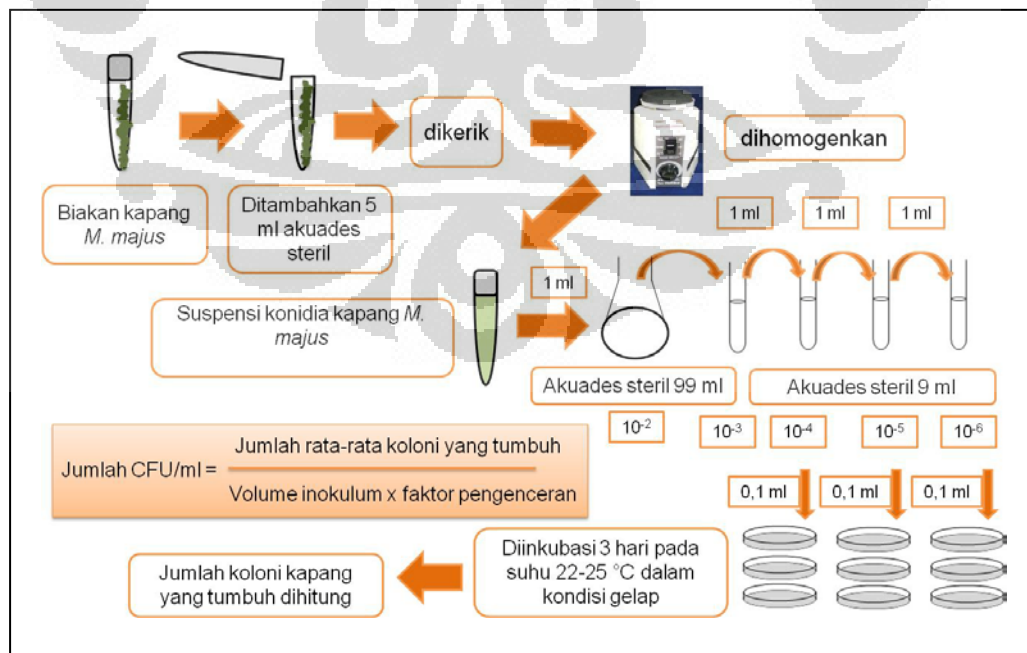 dikerik
dihomogenkan
Biakan kapang
M. majus
Ditambahkan 5
ml akuades
steril
1 ml
1 ml
1 ml
Suspensi konidia kapang M.
majus
1 ml
Akuades steril 99 ml
Akuades steril 9 ml
10⁻²
10⁻³
10⁻⁴
10⁻⁵
10⁻⁶
Jumlah CFU/ml =
Jumlah rata-rata koloni yang tumbuh
Volume inokulum x faktor pengenceran
0,1 ml
0,1 ml
0,1 ml
Diinkubasi 3 hari pada
suhu 22-25 °C dalam
kondisi gelap
Jumlah koloni kapang
yang tumbuh dihitung